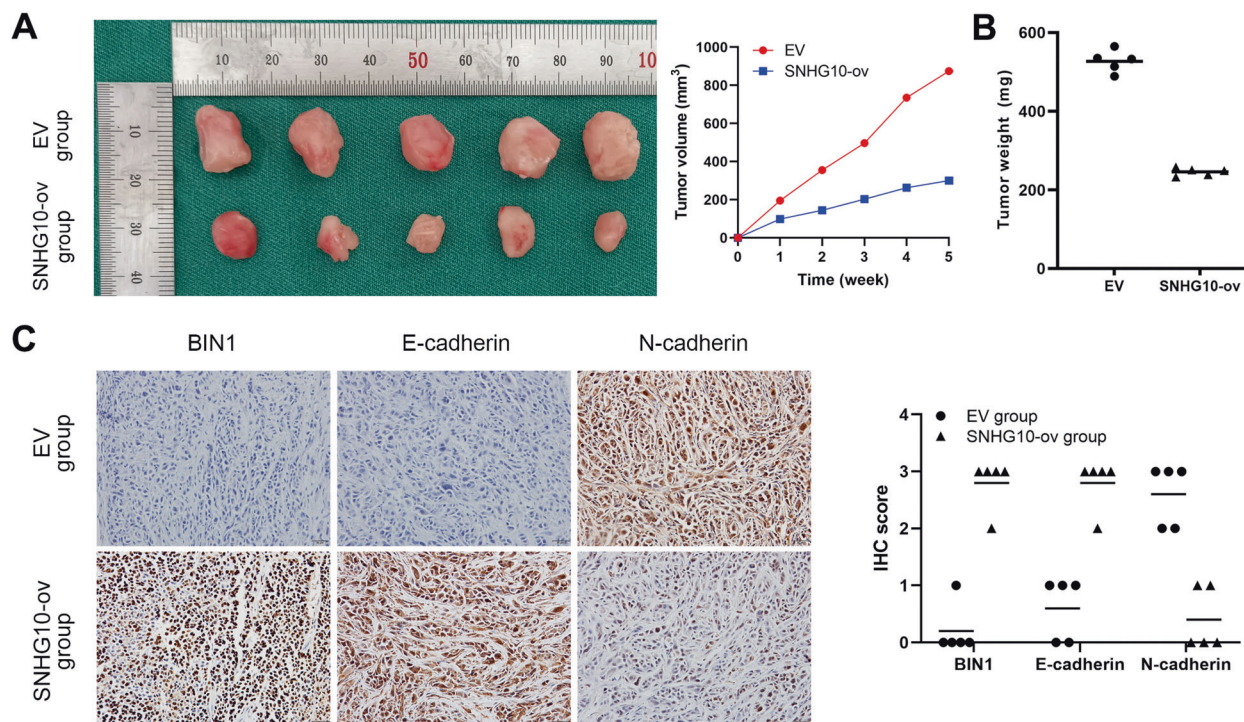 A
10 20 30 40 50 60 70 80 90 10
10
20
30
40
EV
group
SNHG10-ov
group
Tumor volume (mm³)
1000
800
600
400
200
0
EV
SNHG10-ov
0 1 2 3 4 5
Time (week)
B
Tumor weight (mg)
600
400
200
0
EV SNHG10-ov
C
BIN1 E-cadherin N-cadherin
EV
group
SNHG10-ov
group
IHC score
4
3
2
1
0
EV group
SNHG10-ov group
BIN1 E-cadherin N-cadherin